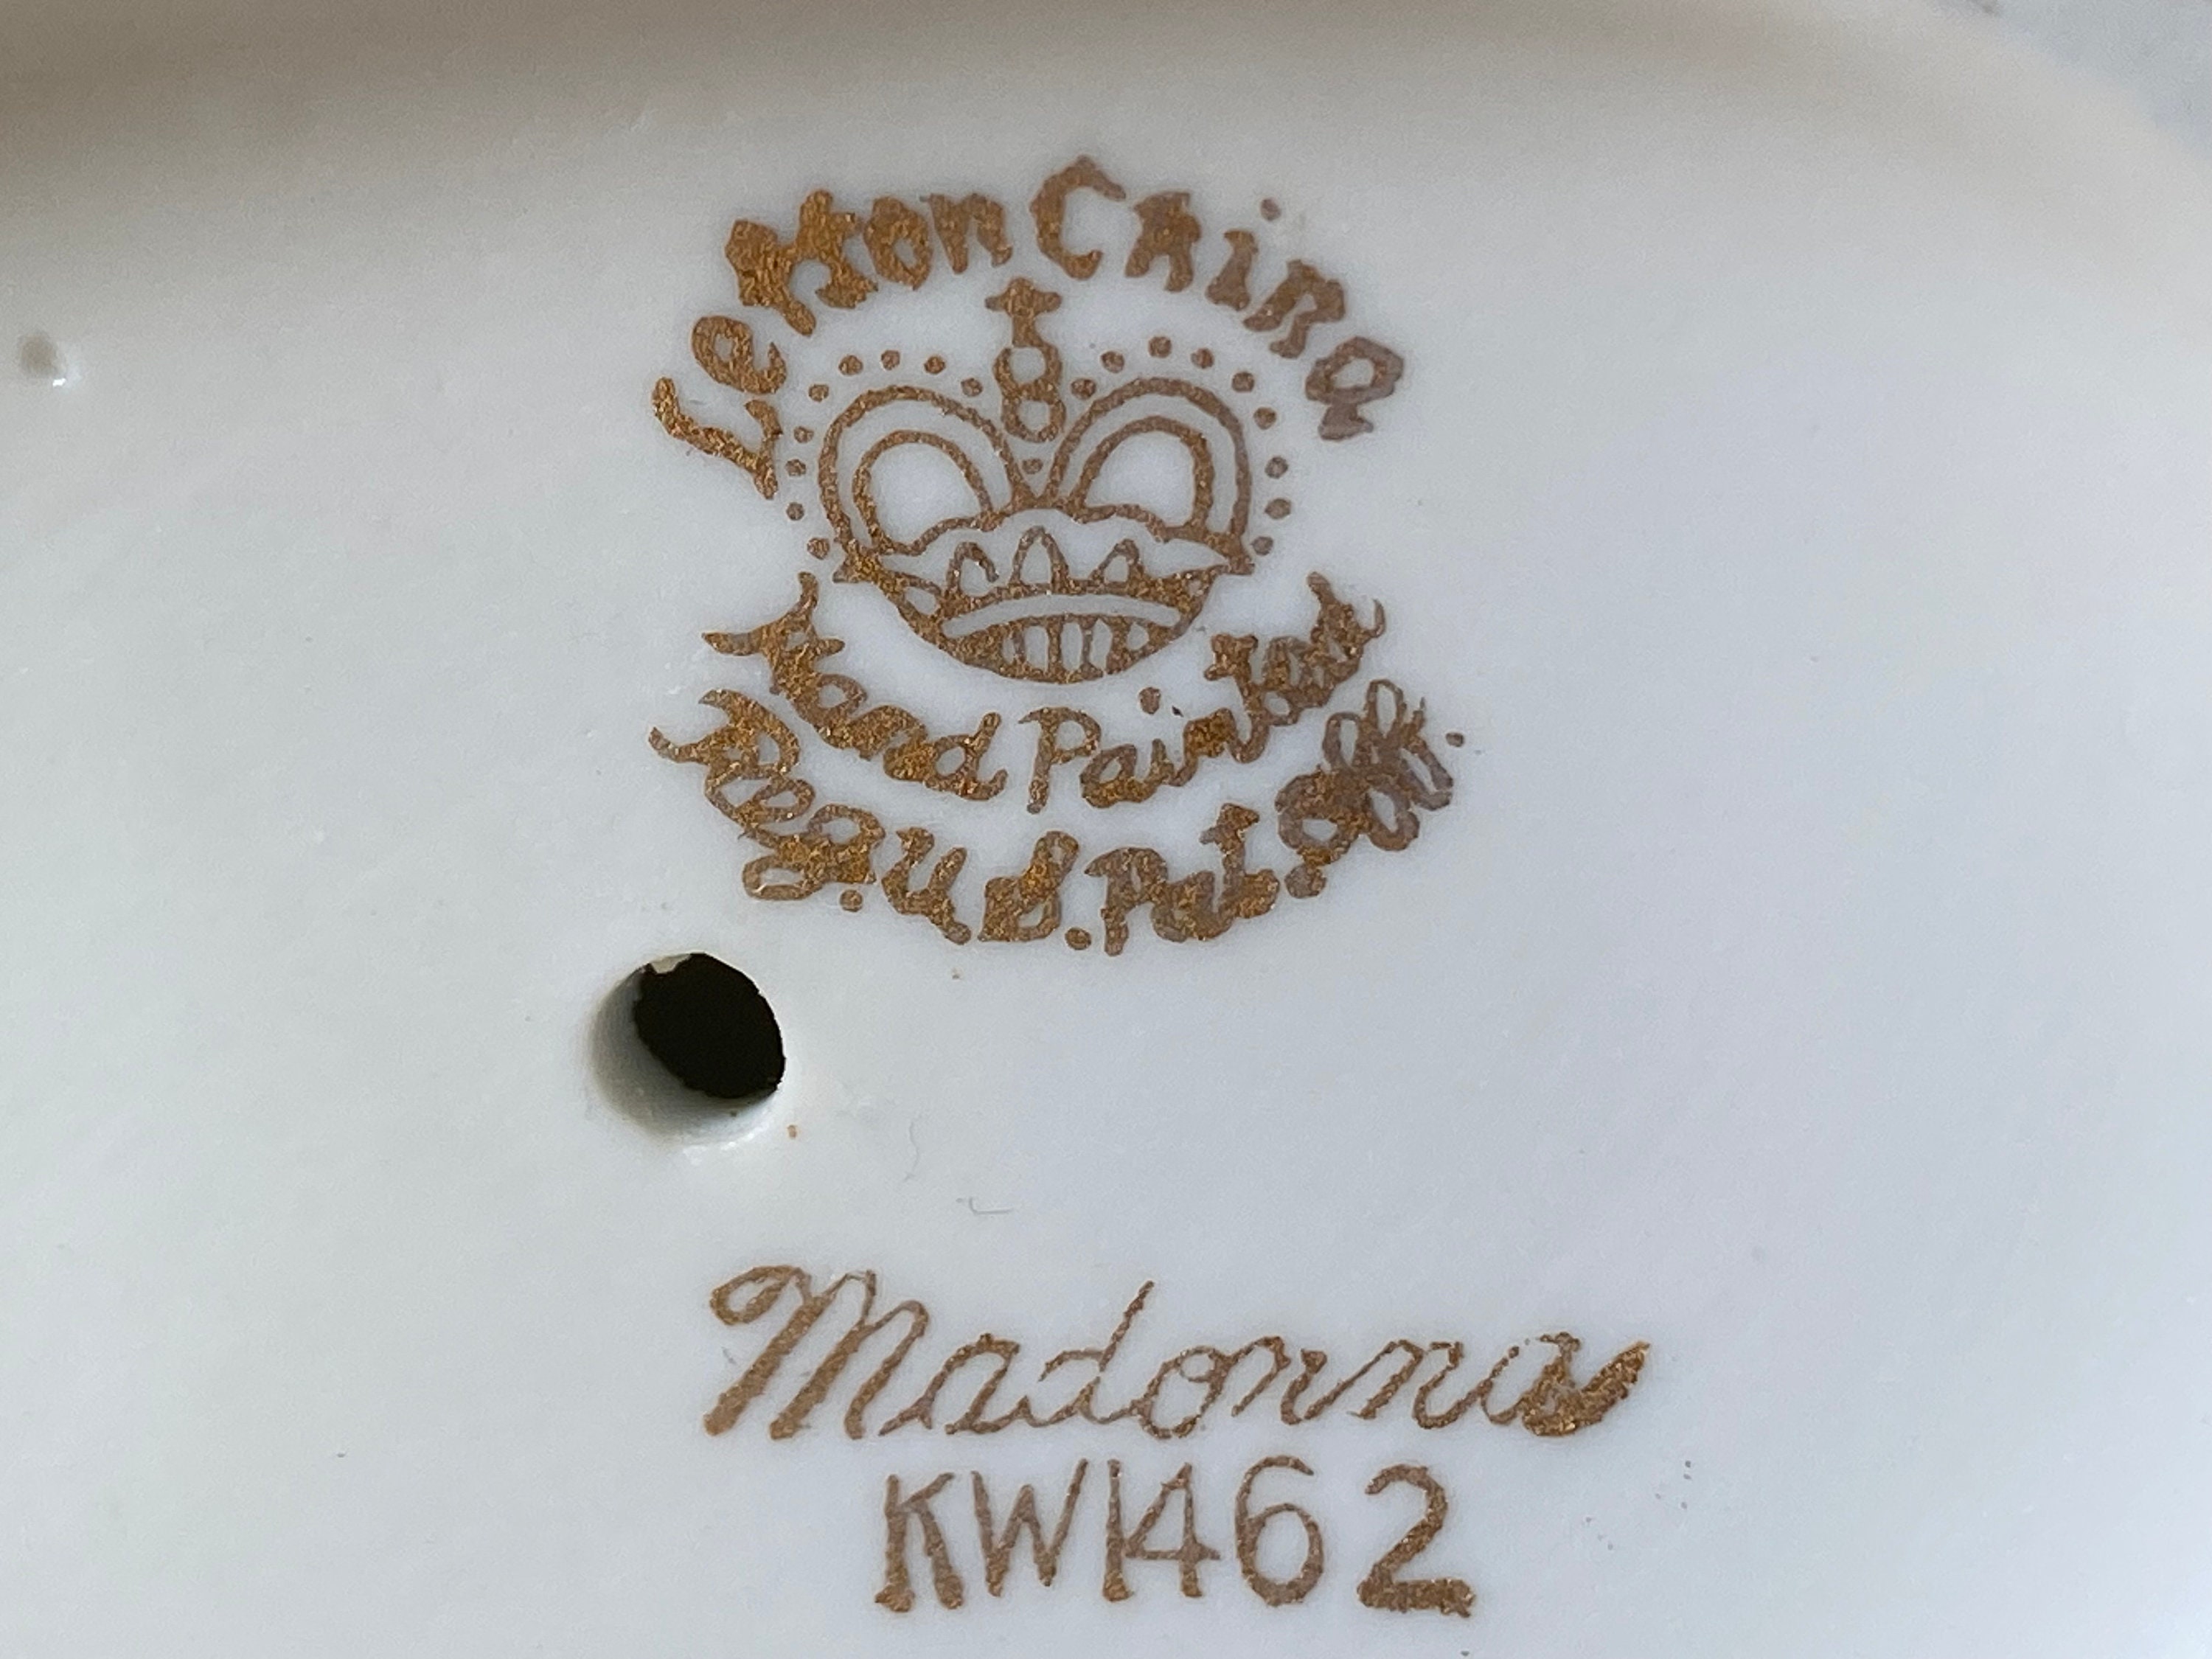 Lefton China
Hand Painted
Reg. U.S. Pat. Off.
Madonna
KW1462